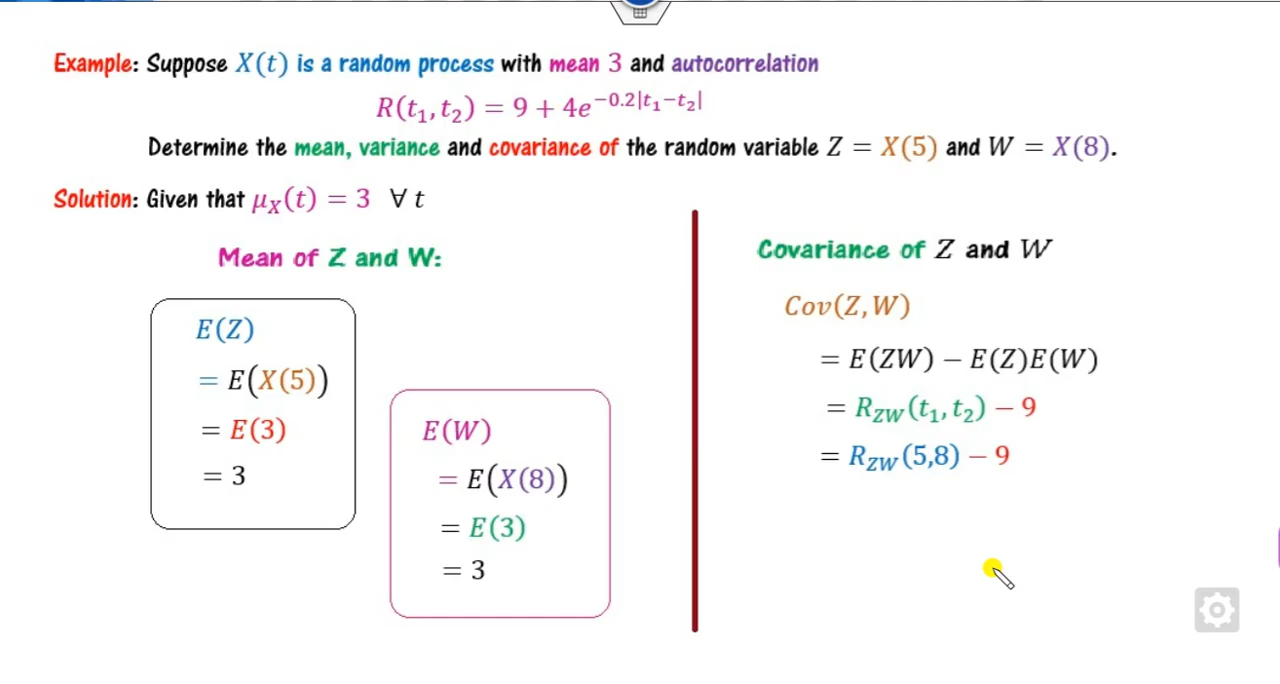 Example: Suppose X(t) is a random process with mean 3 and autocorrelation
R(t₁, t₂) = 9 + 4e^{−0.2|t₁−t₂|}
Determine the mean, variance and covariance of the random variable Z = X(5) and W = X(8).
Solution: Given that μ_X(t) = 3 ∀ t
Mean of Z and W:
E(Z)
= E(X(5))
= E(3)
= 3
E(W)
= E(X(8))
= E(3)
= 3
Covariance of Z and W
Cov(Z, W)
= E(ZW) − E(Z)E(W)
= R_{ZW}(t₁, t₂) − 9
= R_{ZW}(5,8) − 9